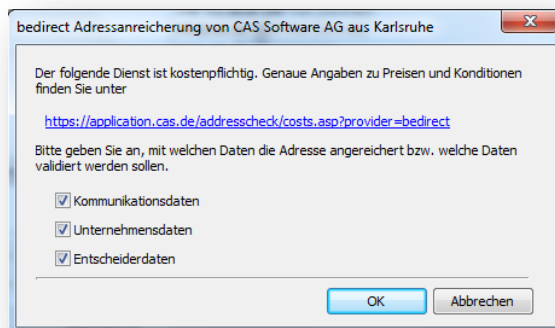 bedirect Adressanreicherung von CAS Software AG aus Karlsruhe
Der folgende Dienst ist kostenpflichtig. Genaue Angaben zu Preisen und Konditionen
finden Sie unter
https://application.cas.de/addresscheck/costs.asp?provider=bedirect
Bitte geben Sie an, mit welchen Daten die Adresse angereichert bzw. welche Daten
validiert werden sollen.
Kommunikationsdaten
Unternehmensdaten
Entscheiderdaten
OK Abbrechen